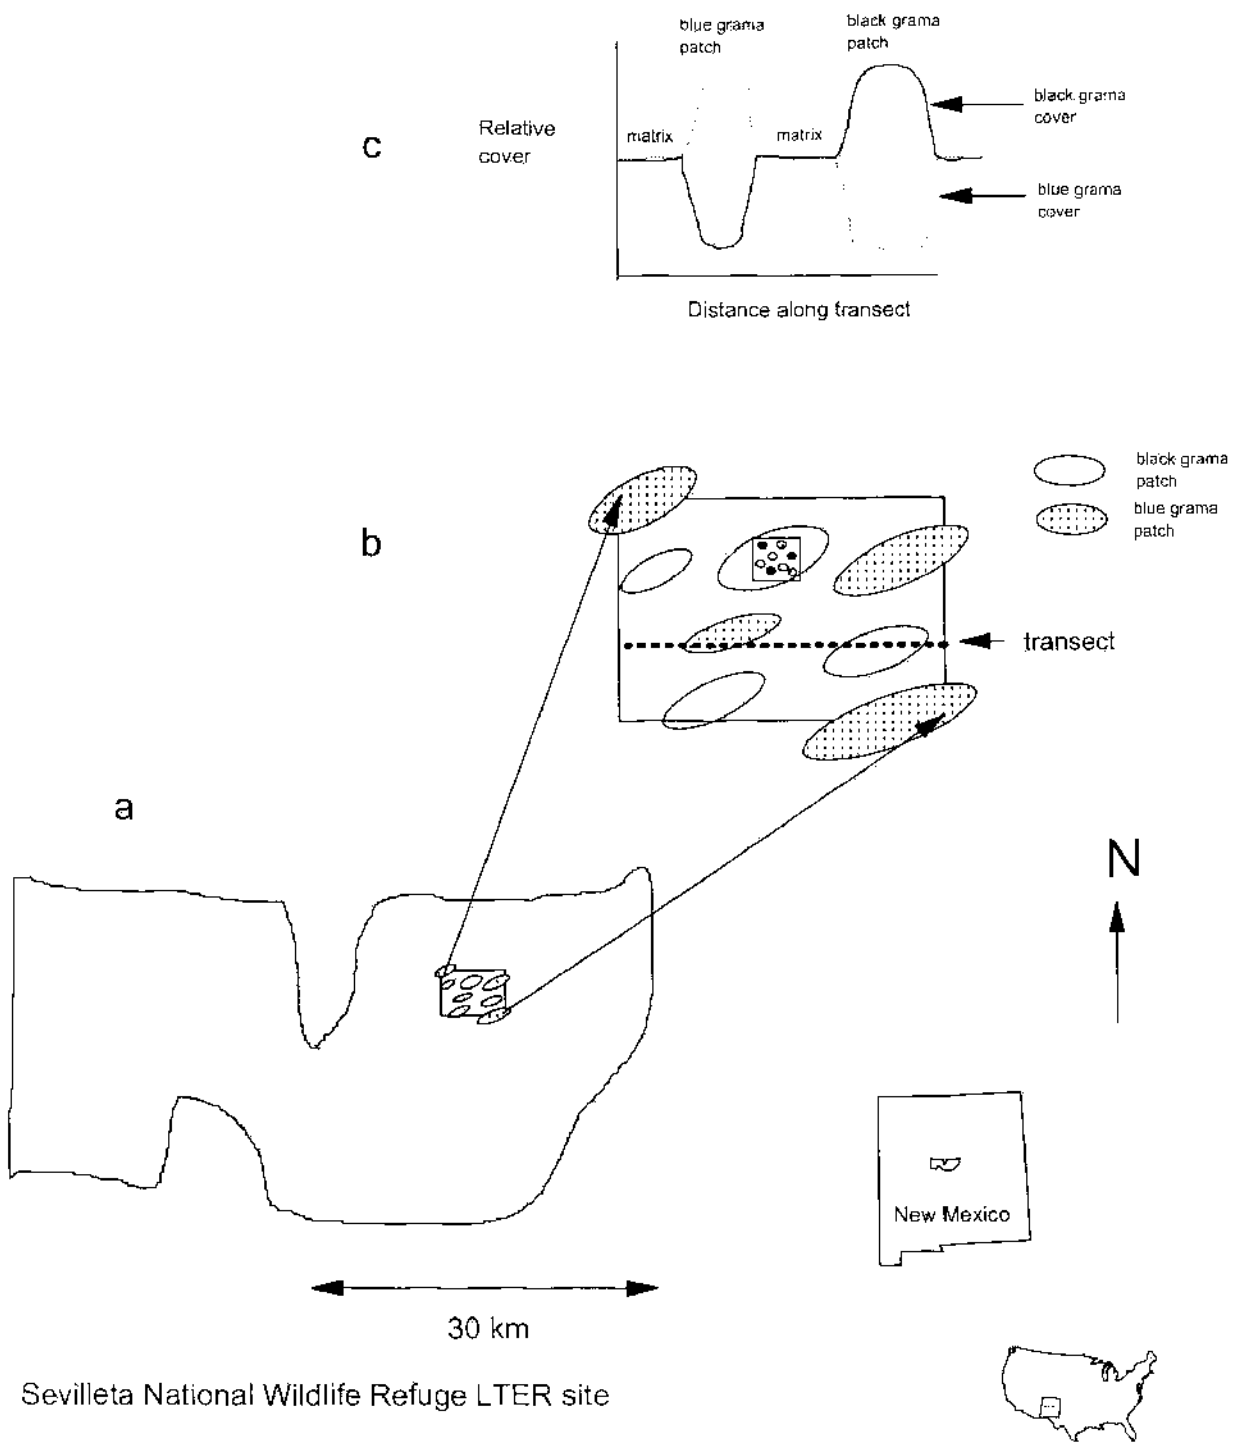 blue grama
patch
black grama
patch
c
Relative
cover
matrix
matrix
black grama
cover
blue grama
cover
Distance along transect
b
black grama
patch
blue grama
patch
transect
a
N
New Mexico
30 km
Sevilleta National Wildlife Refuge LTER site